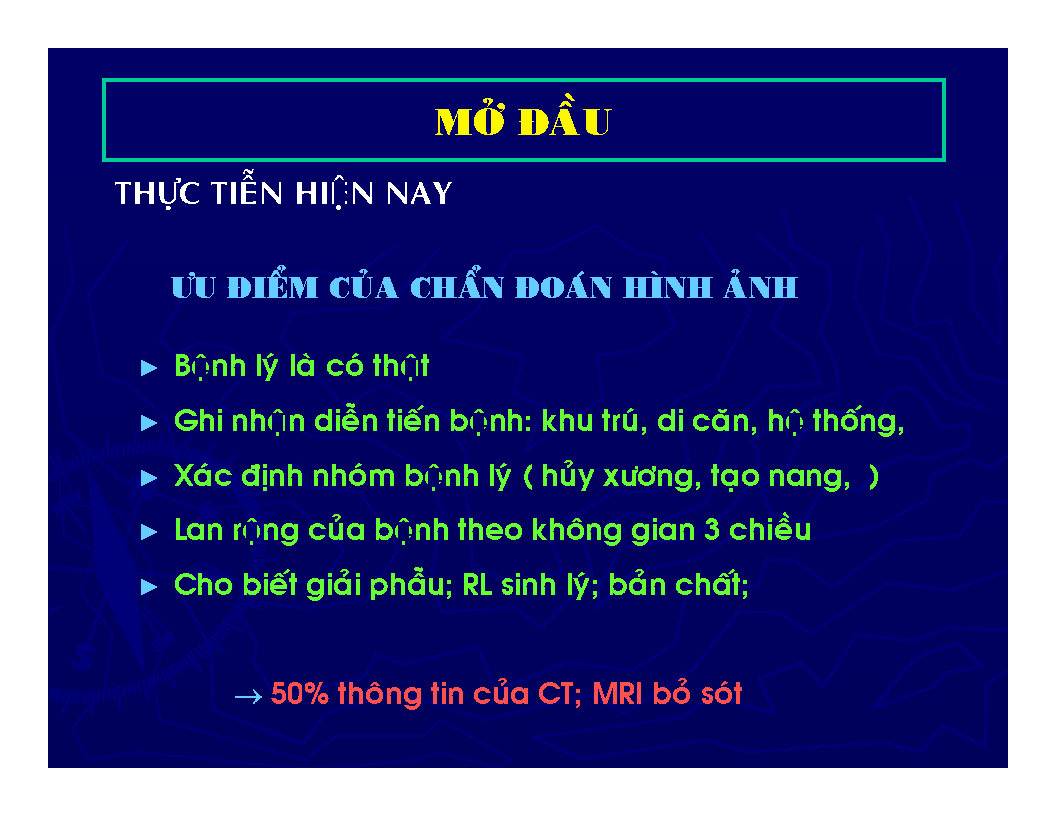 MỞ ĐẦU
THỰC TIỄN HIỆN NAY
ƯU ĐIỂM CỦA CHẨN ĐOÁN HÌNH ẢNH
► Bệnh lý là có thật
► Ghi nhận diễn tiến bệnh: khu trú, di căn, hệ thống,
► Xác định nhóm bệnh lý ( hủy xương, tạo nang, )
► Lan rộng của bệnh theo không gian 3 chiều
► Cho biết giải phẫu; RL sinh lý; bản chất;
→ 50% thông tin của CT; MRI bỏ sót